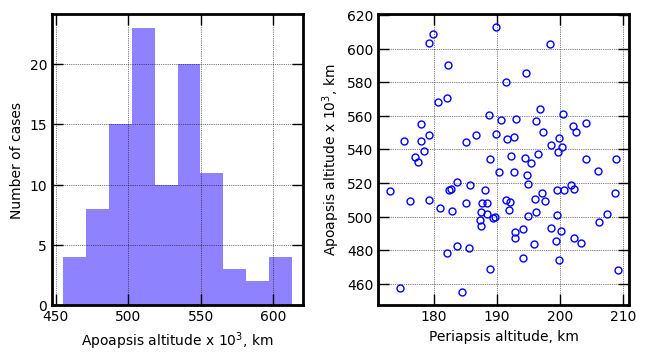 20
15
10
5
0
450 500 550 600
Number of cases
Apoapsis altitude x 10³, km
620
600
580
560
540
520
500
480
460
180 190 200 210
Apoapsis altitude x 10³, km
Periapsis altitude, km